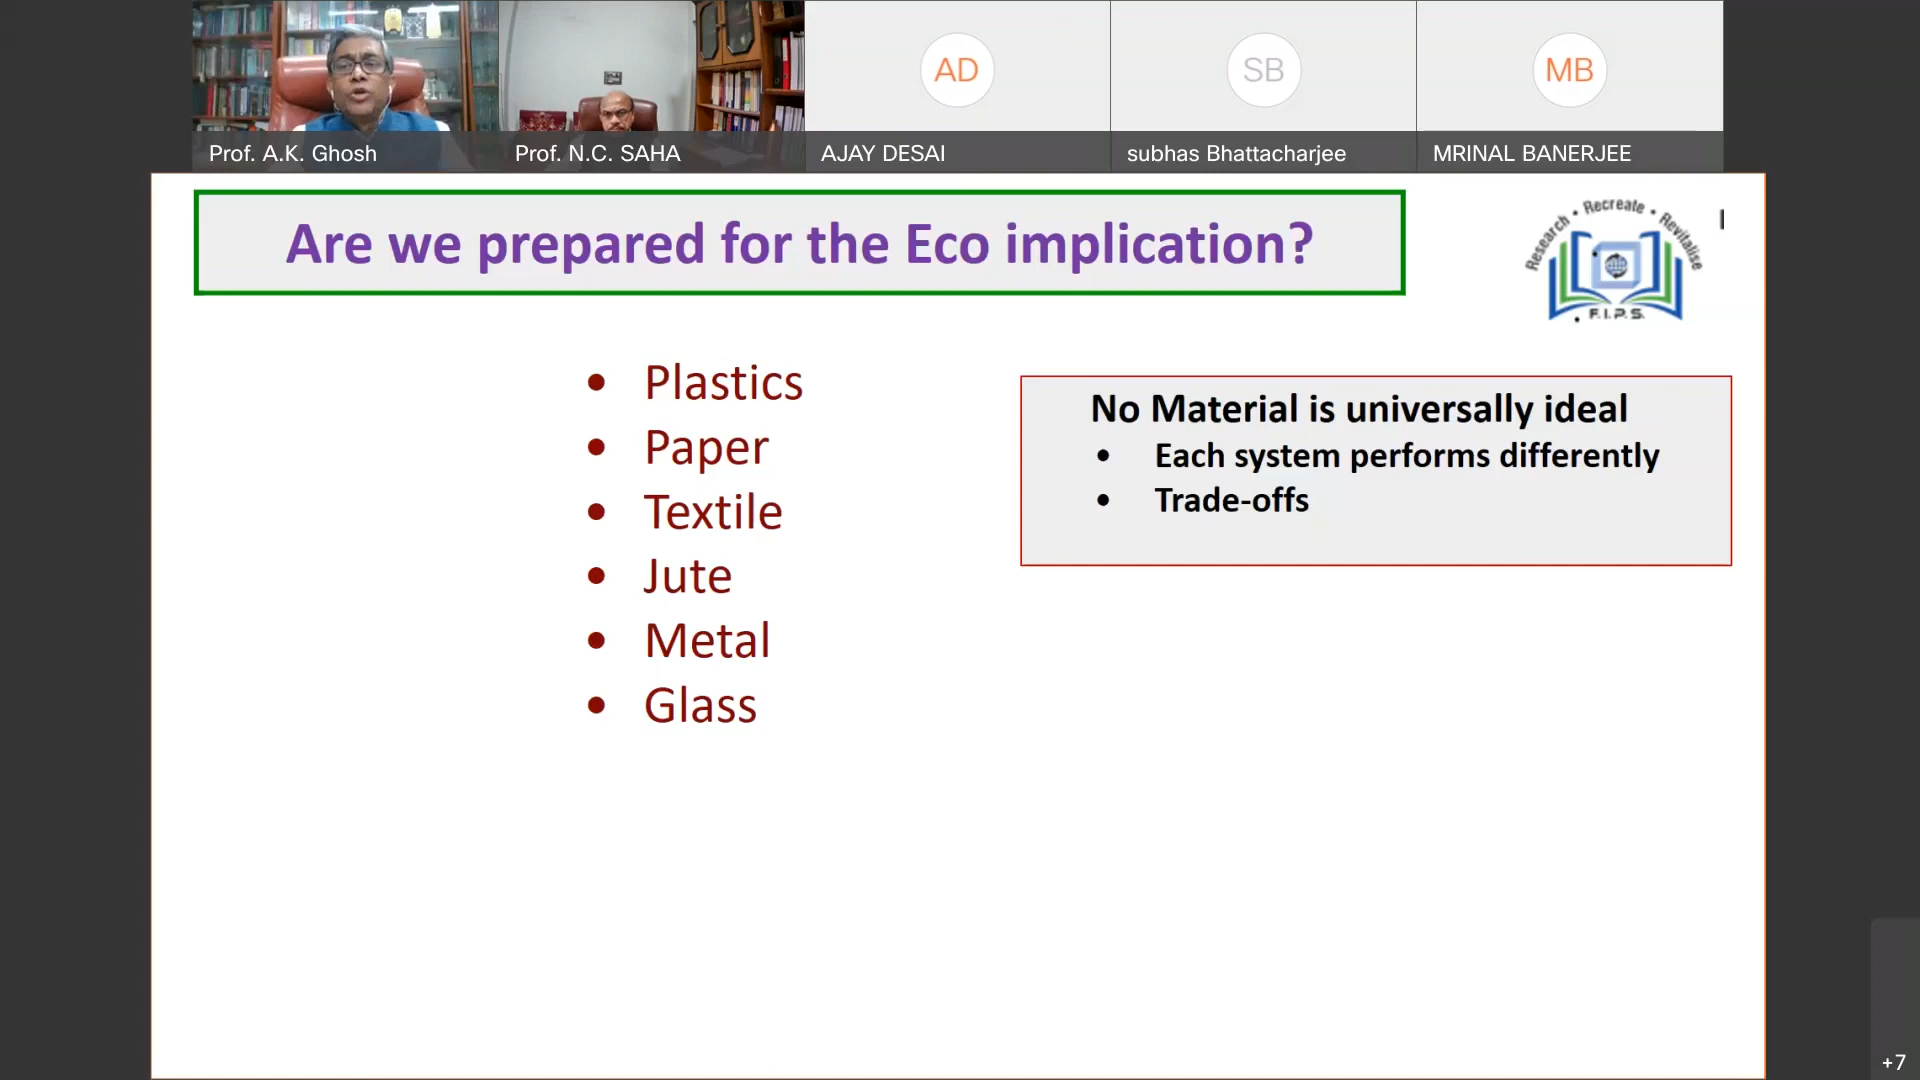 AD
SB
MB
Prof. A.K. Ghosh
Prof. N.C. SAHA
AJAY DESAI
subhas Bhattacharjee
MRINAL BANERJEE
Are we prepared for the Eco implication?
Research • Recreate • Revitalise
F.I.P.S.
• Plastics
• Paper
• Textile
• Jute
• Metal
• Glass
No Material is universally ideal
• Each system performs differently
• Trade-offs
+7